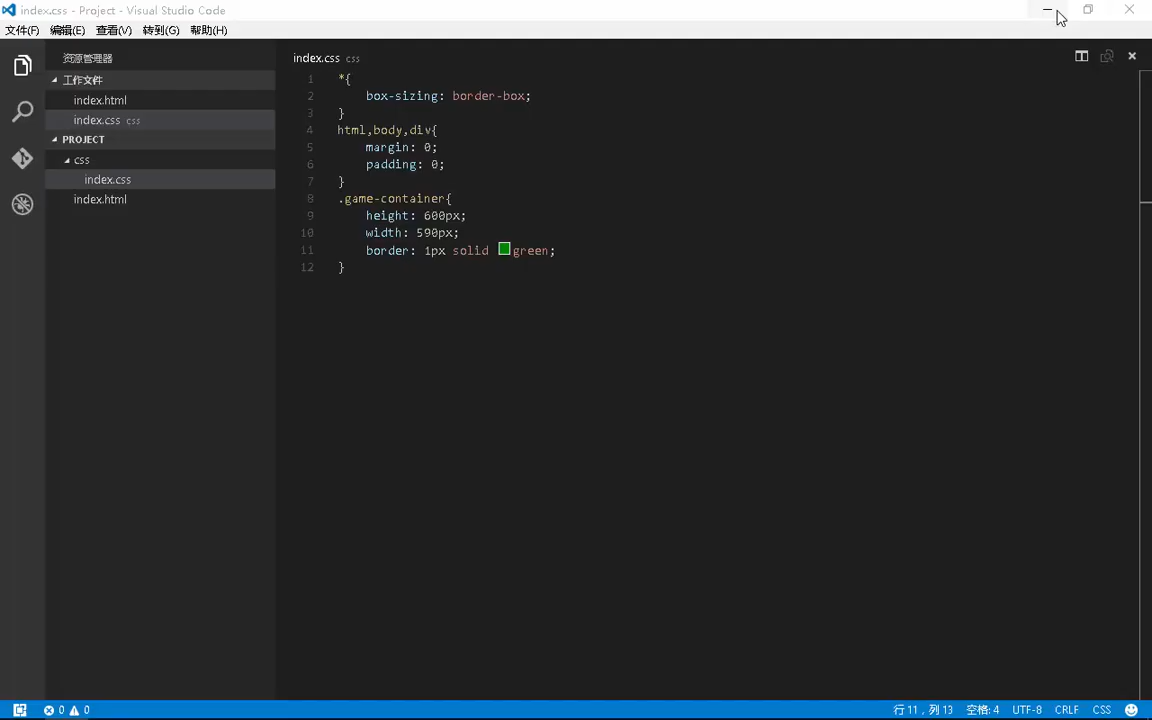 index.css - Project - Visual Studio Code
文件(F) 编辑(E) 查看(V) 转到(G) 帮助(H)
资源管理器
工作文件
index.html
index.css css
PROJECT
css
index.css
index.html
index.css css
1 *{
2 box-sizing: border-box;
3 }
4 html,body,div{
5 margin: 0;
6 padding: 0;
7 }
8 .game-container{
9 height: 600px;
10 width: 590px;
11 border: 1px solid green;
12 }
0 0 行 11，列 13 空格: 4 UTF-8 CRLF CSS